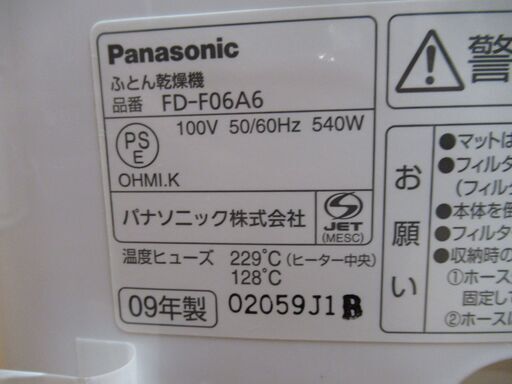 Panasonic
ふとん乾燥機
品番 FD-F06A6
100V 50/60Hz 540W
PS
E
OHMI.K
パナソニック株式会社
S
JET
(MESC)
温度ヒューズ 229℃(ヒーター中央)
128℃
09年製 02059J1B
警
お願い
●マットは
●フィルタ
(フィル
●本体を倒
●フィルタ
●収納時の
①ホース
固定して
②ホースに